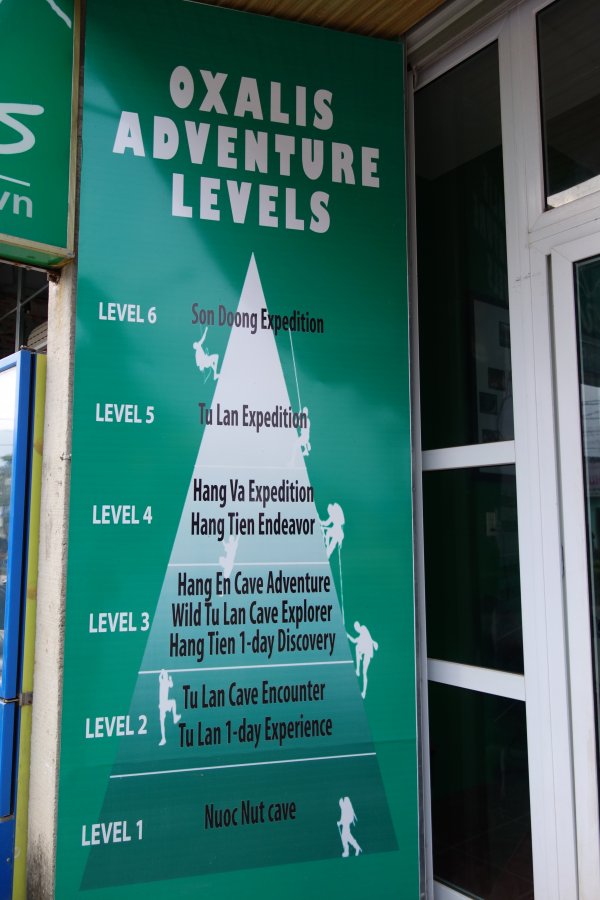 s
vn
OXALIS
ADVENTURE
LEVELS
LEVEL 6 Son Doong Expedition
LEVEL 5 Tu Lan Expedition
Hang Va Expedition
LEVEL 4 Hang Tien Endeavor
Hang En Cave Adventure
LEVEL 3 Wild Tu Lan Cave Explorer
Hang Tien 1-day Discovery
Tu Lan Cave Encounter
LEVEL 2 Tu Lan 1-day Experience
LEVEL 1 Nuoc Nut cave